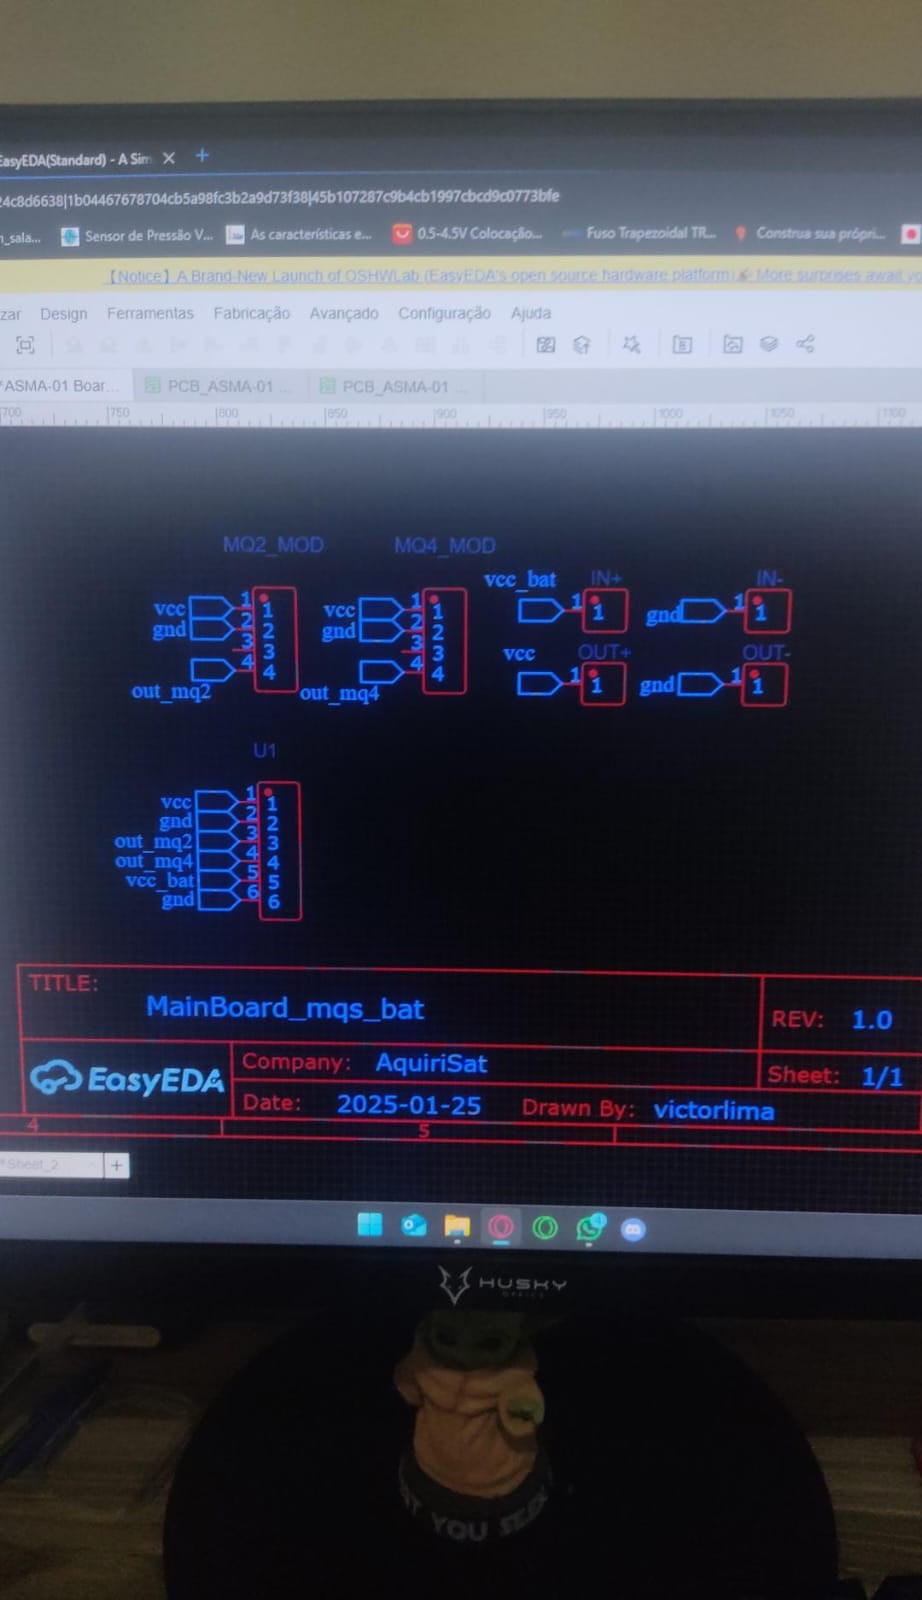 EasyEDA(Standard) - A Sim
24c8d6638|1b04467678704cb5a98fc3b2a9d73f38|45b107287c9b4cb1997cbcd9c0773bfe
_sala... Sensor de Pressão V... As características e... 0.5-4.5V Colocação... Fuso Trapezoidal TR... Construa sua própri...
【Notice】A Brand-New Launch of OSHWLab (EasyEDA's open source hardware platform) More surprises await yo
zar Design Ferramentas Fabricação Avançado Configuração Ajuda
*ASMA-01 Boar... PCB_ASMA-01 ... PCB_ASMA-01 ...
700 750 800 850 900 950 1000 1050 1100
MQ2_MOD MQ4_MOD
vcc_bat IN+ IN-
vcc 1 1 vcc 1 1 1 1 gnd 1 1
gnd 2 2 gnd 2 2
3 3 3 3 vcc OUT+ OUT-
4 4 4 4 1 1 gnd 1 1
out_mq2 out_mq4
U1
vcc 1 1
gnd 2 2
out_mq2 3 3
out_mq4 4 4
vcc_bat 5 5
gnd 6 6
TITLE:
MainBoard_mqs_bat
REV: 1.0
EasyEDA
Company: AquiriSat
Sheet: 1/1
Date: 2025-01-25 Drawn By: victorlima
4 5
*Sheet_2 +
HUSKY
YOU SEEK